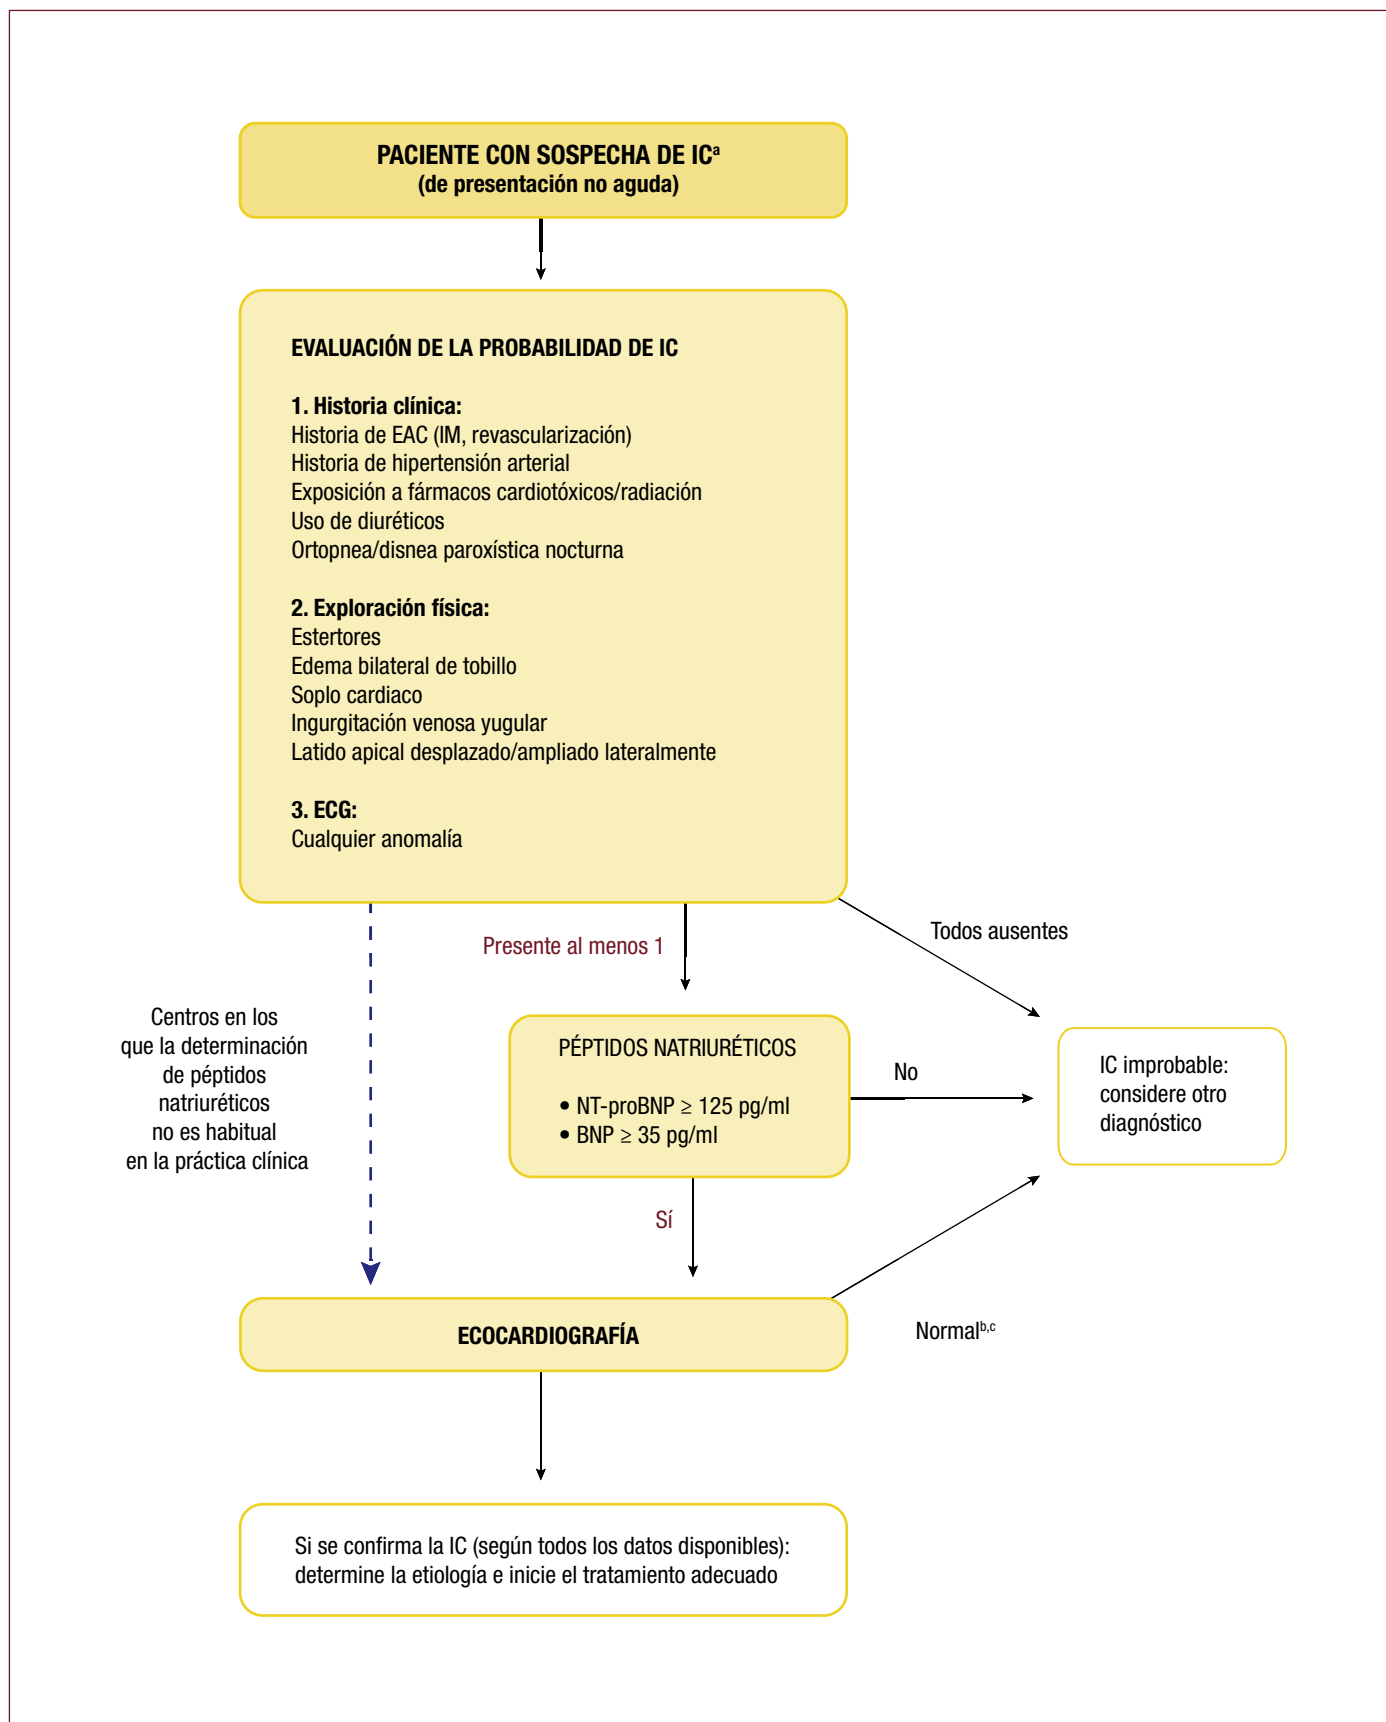 PACIENTE CON SOSPECHA DE ICᵃ
(de presentación no aguda)
EVALUACIÓN DE LA PROBABILIDAD DE IC
1. Historia clínica:
Historia de EAC (IM, revascularización)
Historia de hipertensión arterial
Exposición a fármacos cardiotóxicos/radiación
Uso de diuréticos
Ortopnea/disnea paroxística nocturna
2. Exploración física:
Estertores
Edema bilateral de tobillo
Soplo cardiaco
Ingurgitación venosa yugular
Latido apical desplazado/ampliado lateralmente
3. ECG:
Cualquier anomalía
Presente al menos 1
Todos ausentes
Centros en los
que la determinación
de péptidos
natriuréticos
no es habitual
en la práctica clínica
PÉPTIDOS NATRIURÉTICOS
• NT-proBNP ≥ 125 pg/ml
• BNP ≥ 35 pg/ml
No
IC improbable:
considere otro
diagnóstico
Sí
ECOCARDIOGRAFÍA
Normalᵇ,ᶜ
Si se confirma la IC (según todos los datos disponibles):
determine la etiología e inicie el tratamiento adecuado